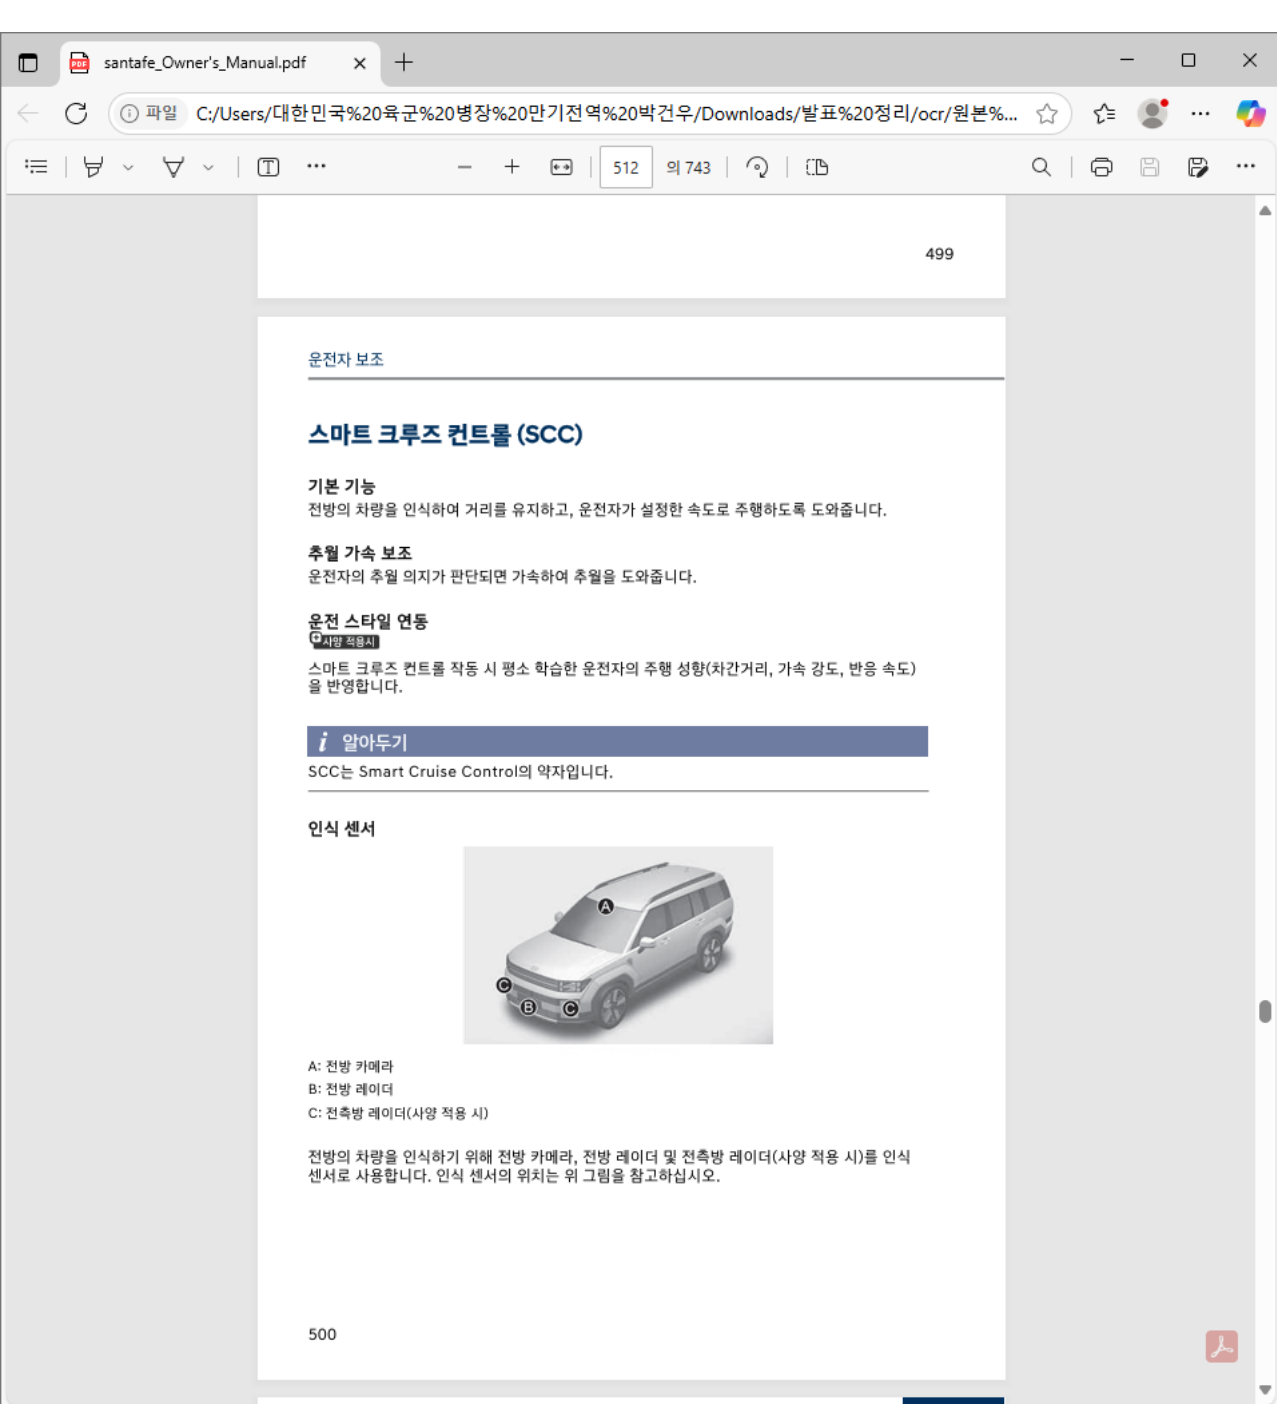 santafe_Owner's_Manual.pdf
파일 C:/Users/대한민국%20육군%20병장%20만기전역%20박건우/Downloads/발표%20정리/ocr/원본%...
512 의 743
499
운전자 보조
스마트 크루즈 컨트롤 (SCC)
기본 기능
전방의 차량을 인식하여 거리를 유지하고, 운전자가 설정한 속도로 주행하도록 도와줍니다.
추월 가속 보조
운전자의 추월 의지가 판단되면 가속하여 추월을 도와줍니다.
운전 스타일 연동
사양 적용시
스마트 크루즈 컨트롤 작동 시 평소 학습한 운전자의 주행 성향(차간거리, 가속 강도, 반응 속도)
을 반영합니다.
i 알아두기
SCC는 Smart Cruise Control의 약자입니다.
인식 센서
A
C
B C
A: 전방 카메라
B: 전방 레이더
C: 전측방 레이더(사양 적용 시)
전방의 차량을 인식하기 위해 전방 카메라, 전방 레이더 및 전측방 레이더(사양 적용 시)를 인식
센서로 사용합니다. 인식 센서의 위치는 위 그림을 참고하십시오.
500